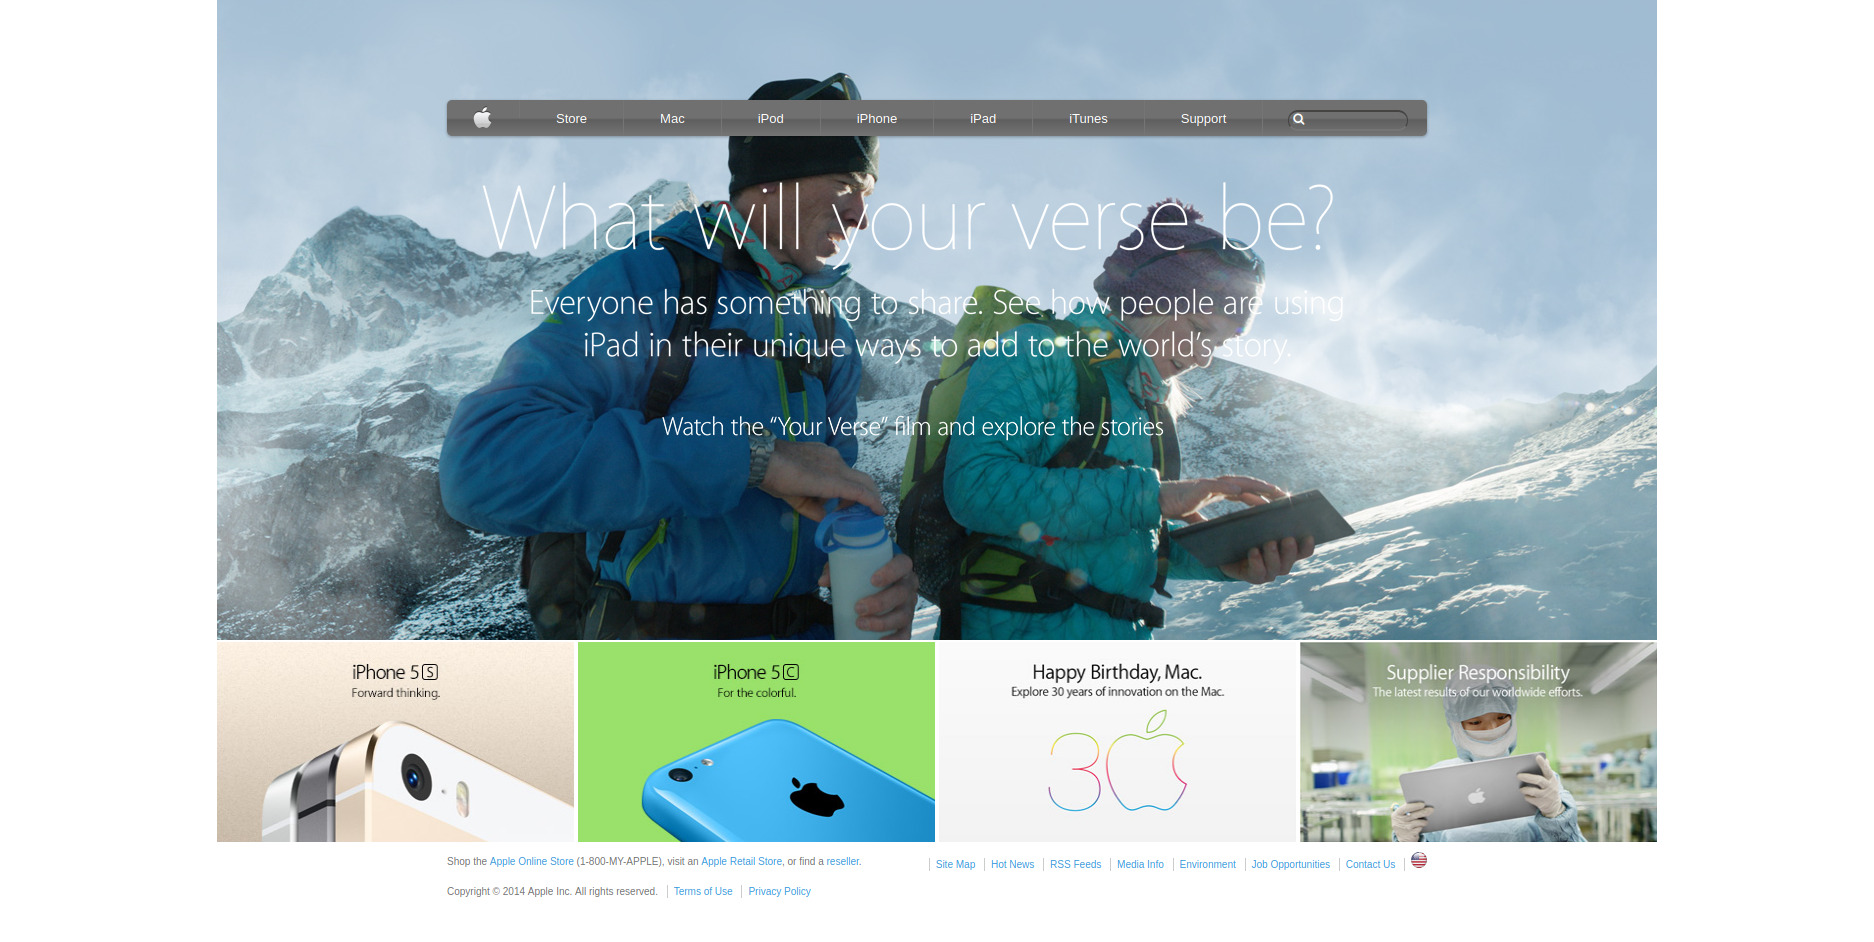 Store Mac iPod iPhone iPad iTunes Support
What will your verse be?
Everyone has something to share. See how people are using
iPad in their unique ways to add to the world’s story.
Watch the “Your Verse” film and explore the stories
iPhone 5S
Forward thinking.
iPhone 5C
For the colorful.
Happy Birthday, Mac.
Explore 30 years of innovation on the Mac.
30
Supplier Responsibility
The latest results of our worldwide efforts.
Shop the Apple Online Store (1-800-MY-APPLE), visit an Apple Retail Store, or find a reseller.
Site Map Hot News RSS Feeds Media Info Environment Job Opportunities Contact Us
Copyright © 2014 Apple Inc. All rights reserved. Terms of Use Privacy Policy